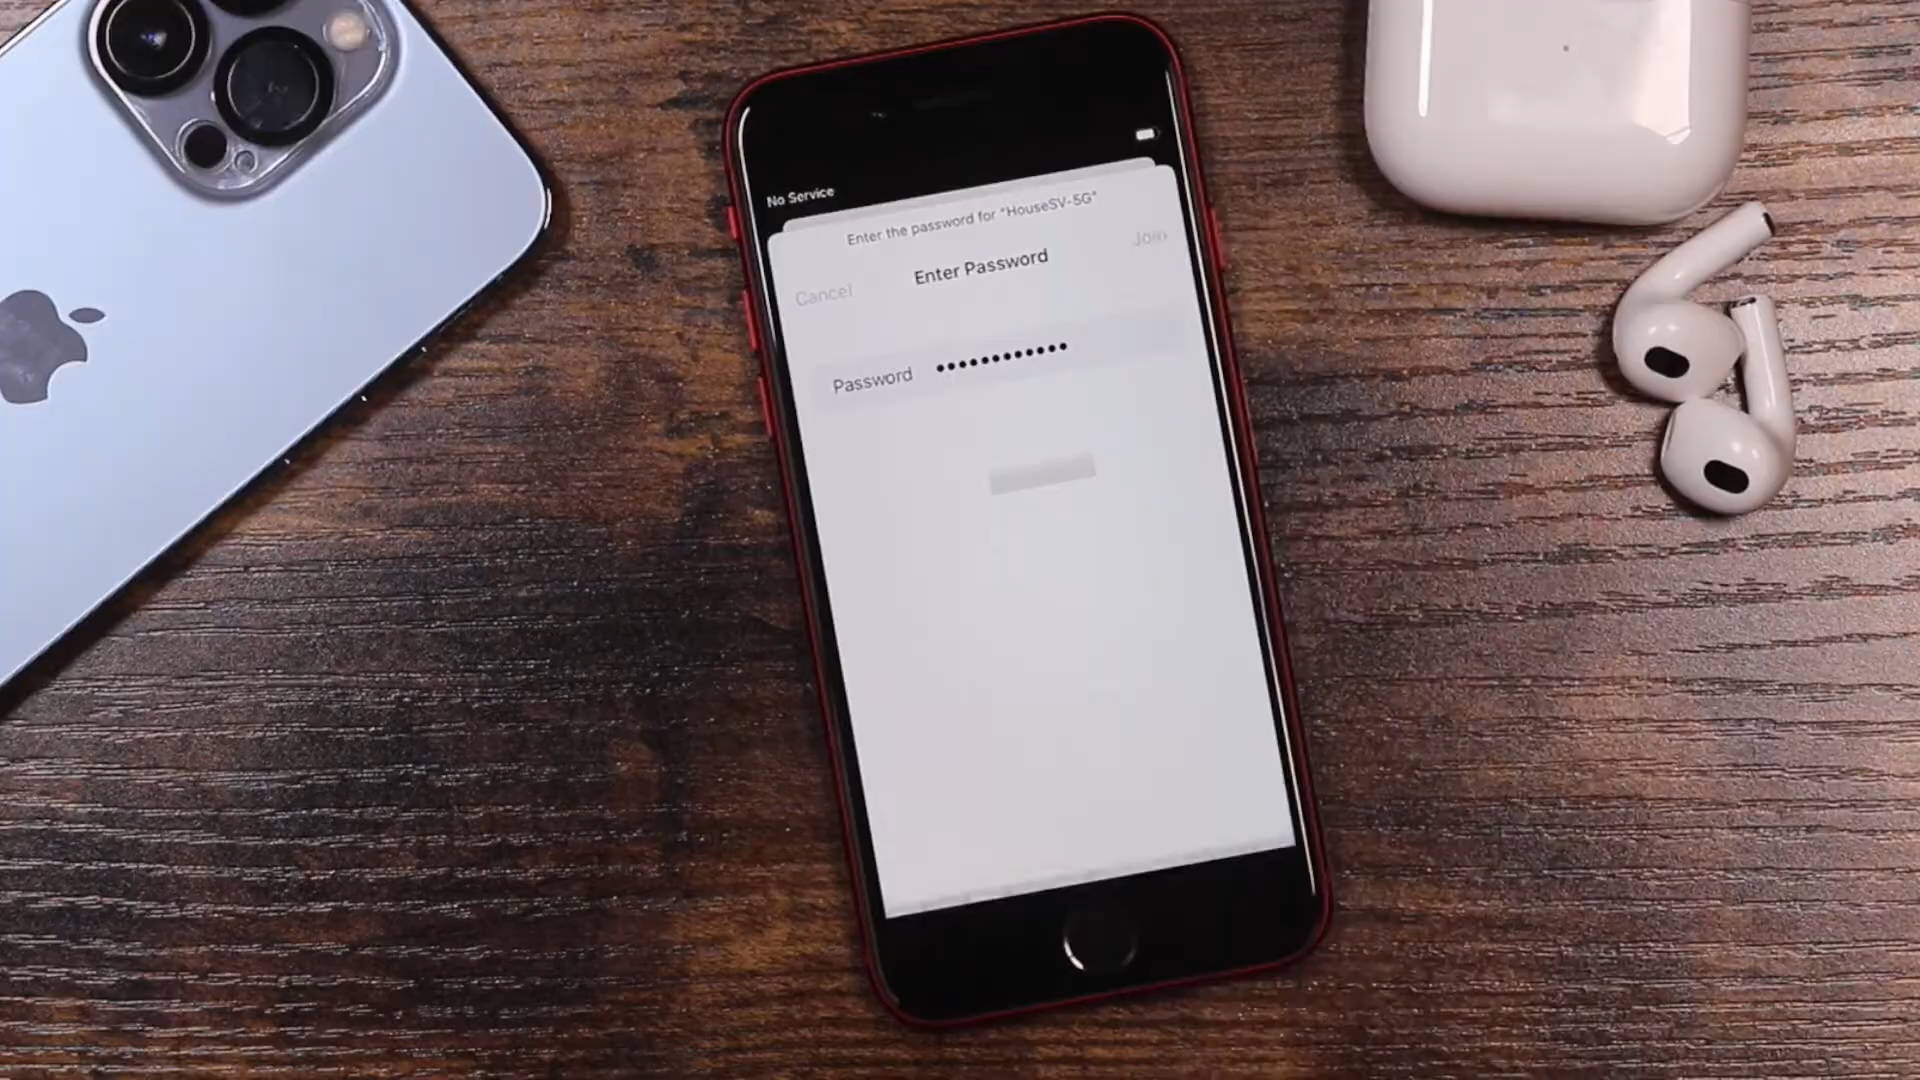 No Service
Enter the password for "HouseSV-5G"
Cancel
Enter Password
Join
Password ••••••••••••